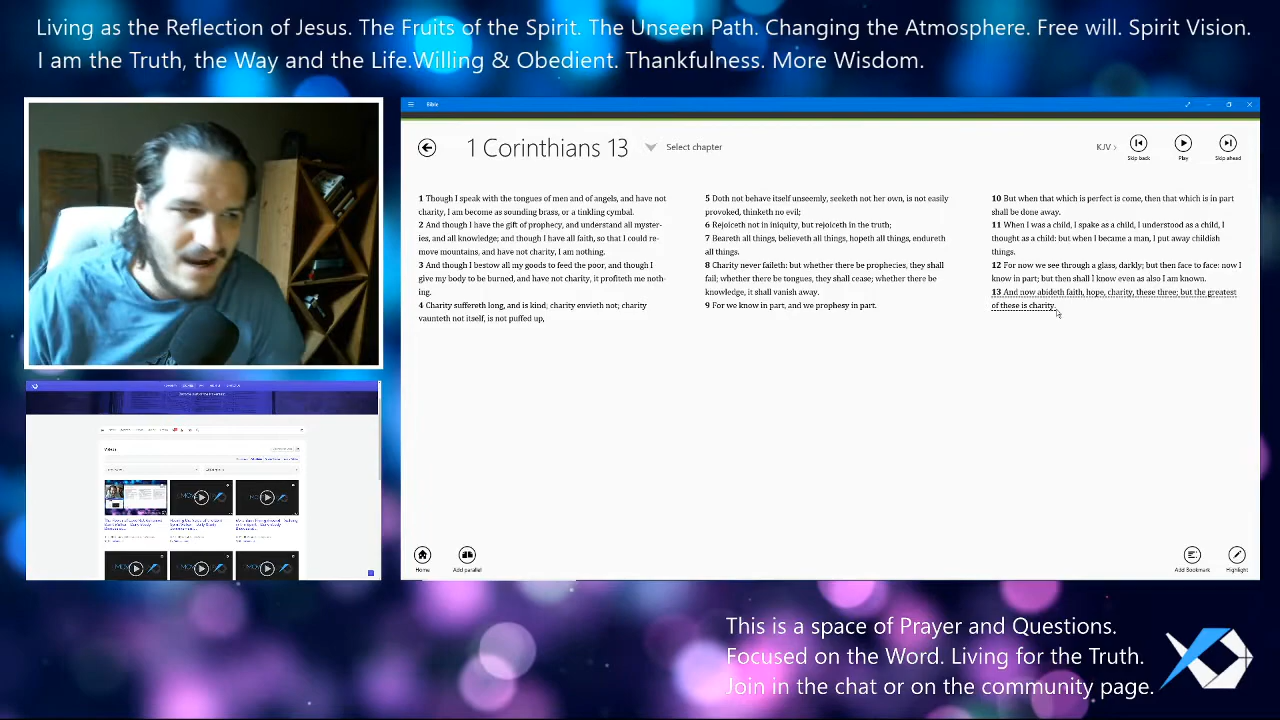 Living as the Reflection of Jesus. The Fruits of the Spirit. The Unseen Path. Changing the Atmosphere. Free will. Spirit Vision.
I am the Truth, the Way and the Life.Willing & Obedient. Thankfulness. More Wisdom.
Bible
1 Corinthians 13
Select chapter
KJV
Skip back
Play
Skip ahead
1 Though I speak with the tongues of men and of angels, and have not
charity, I am become as sounding brass, or a tinkling cymbal.
2 And though I have the gift of prophecy, and understand all myster-
ies, and all knowledge; and though I have all faith, so that I could re-
move mountains, and have not charity, I am nothing.
3 And though I bestow all my goods to feed the poor, and though I
give my body to be burned, and have not charity, it profiteth me noth-
ing.
4 Charity suffereth long, and is kind; charity envieth not; charity
vaunteth not itself, is not puffed up,
5 Doth not behave itself unseemly, seeketh not her own, is not easily
provoked, thinketh no evil;
6 Rejoiceth not in iniquity, but rejoiceth in the truth;
7 Beareth all things, believeth all things, hopeth all things, endureth
all things.
8 Charity never faileth: but whether there be prophecies, they shall
fail; whether there be tongues, they shall cease; whether there be
knowledge, it shall vanish away.
9 For we know in part, and we prophesy in part.
10 But when that which is perfect is come, then that which is in part
shall be done away.
11 When I was a child, I spake as a child, I understood as a child, I
thought as a child: but when I became a man, I put away childish
things.
12 For now we see through a glass, darkly; but then face to face: now I
know in part; but then shall I know even as also I am known.
13 And now abideth faith, hope, charity, these three; but the greatest
of these is charity.
Videos
Home
Add parallel
Add Bookmark
Highlight
This is a space of Prayer and Questions.
Focused on the Word. Living for the Truth.
Join in the chat or on the community page.